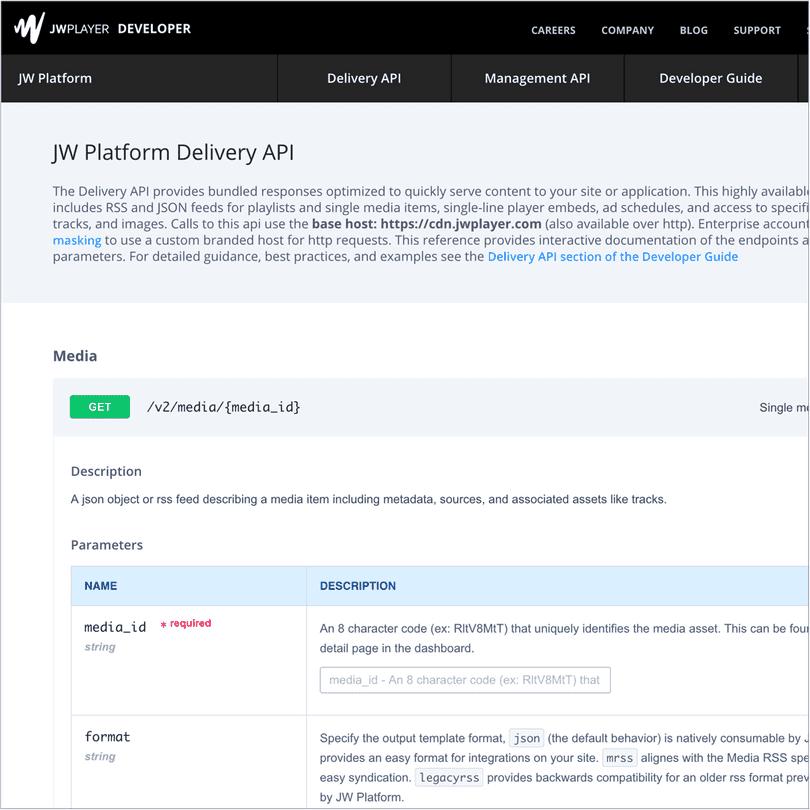 JWPLAYER DEVELOPER CAREERS COMPANY BLOG SUPPORT
JW Platform Delivery API Management API Developer Guide
JW Platform Delivery API
The Delivery API provides bundled responses optimized to quickly serve content to your site or application. This highly available
includes RSS and JSON feeds for playlists and single media items, single-line player embeds, ad schedules, and access to specifi
tracks, and images. Calls to this api use the base host: https://cdn.jwplayer.com (also available over http). Enterprise account
masking to use a custom branded host for http requests. This reference provides interactive documentation of the endpoints a
parameters. For detailed guidance, best practices, and examples see the Delivery API section of the Developer Guide
Media
GET /v2/media/{media_id} Single me
Description
A json object or rss feed describing a media item including metadata, sources, and associated assets like tracks.
Parameters
NAME DESCRIPTION
media_id * required
string
An 8 character code (ex: RltV8MtT) that uniquely identifies the media asset. This can be four
detail page in the dashboard.
media_id - An 8 character code (ex: RltV8MtT) that
format
string
Specify the output template format, json (the default behavior) is natively consumable by J
provides an easy format for integrations on your site. mrss alignes with the Media RSS spe
easy syndication. legacyrss provides backwards compatibility for an older rss format prev
by JW Platform.